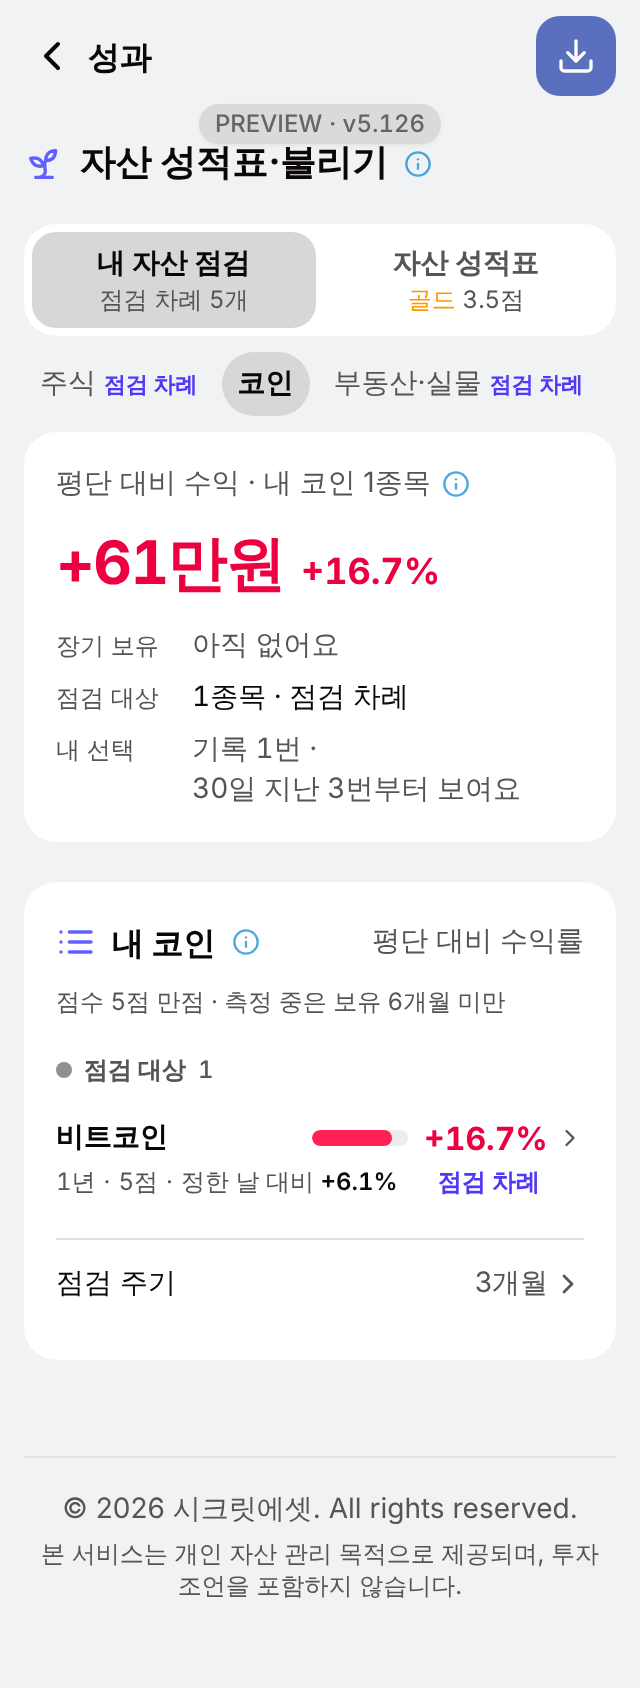 성과
PREVIEW · v5.126
자산 성적표·불리기
내 자산 점검
점검 차례 5개
자산 성적표
골드 3.5점
주식 점검 차례
코인
부동산·실물 점검 차례
평단 대비 수익 · 내 코인 1종목
+61만원 +16.7%
장기 보유 아직 없어요
점검 대상 1종목 · 점검 차례
내 선택 기록 1번 ·
30일 지난 3번부터 보여요
내 코인 평단 대비 수익률
점수 5점 만점 · 측정 중은 보유 6개월 미만
점검 대상 1
비트코인 +16.7%
1년 · 5점 · 정한 날 대비 +6.1% 점검 차례
점검 주기 3개월
© 2026 시크릿에셋. All rights reserved.
본 서비스는 개인 자산 관리 목적으로 제공되며, 투자
조언을 포함하지 않습니다.